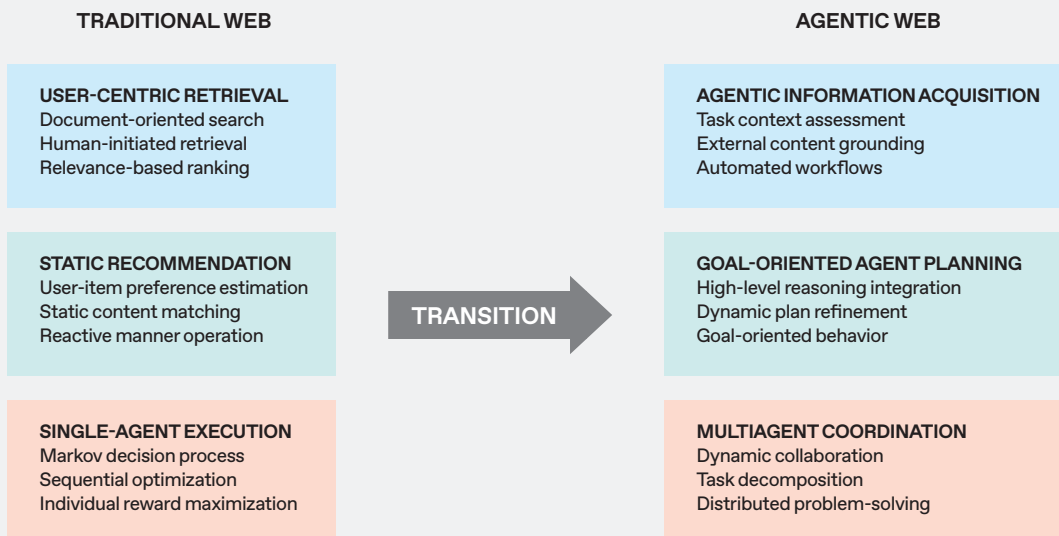 TRADITIONAL WEB
USER-CENTRIC RETRIEVAL
Document-oriented search
Human-initiated retrieval
Relevance-based ranking
STATIC RECOMMENDATION
User-item preference estimation
Static content matching
Reactive manner operation
SINGLE-AGENT EXECUTION
Markov decision process
Sequential optimization
Individual reward maximization
TRANSITION
AGENTIC WEB
AGENTIC INFORMATION ACQUISITION
Task context assessment
External content grounding
Automated workflows
GOAL-ORIENTED AGENT PLANNING
High-level reasoning integration
Dynamic plan refinement
Goal-oriented behavior
MULTIAGENT COORDINATION
Dynamic collaboration
Task decomposition
Distributed problem-solving